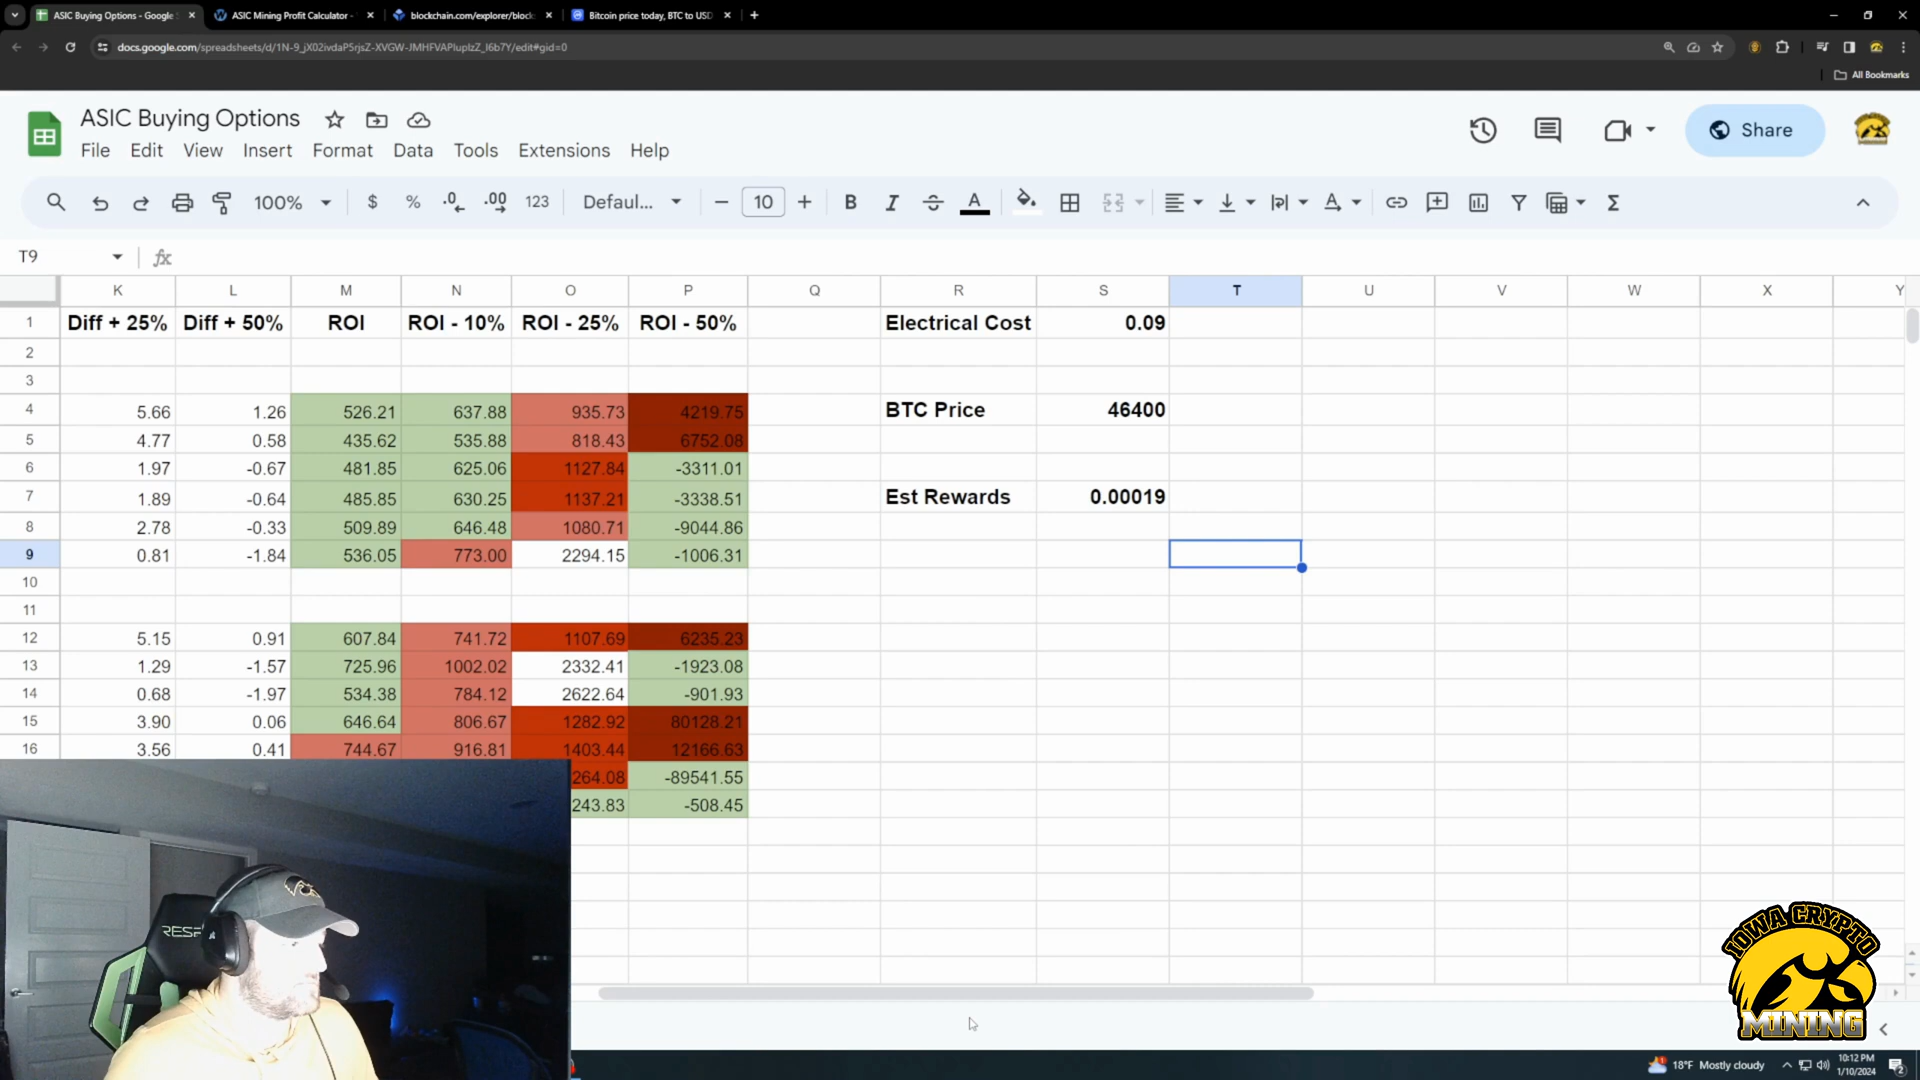 ASIC Buying Options - Google
ASIC Mining Profit Calculator -
blockchain.com/explorer/block
Bitcoin price today, BTC to USD
docs.google.com/spreadsheets/d/1N-9_jX02ivdaP5rjsZ-XVGW-JMHFVAPluplzZ_l6b7Y/edit#gid=0
All Bookmarks
ASIC Buying Options
Share
File Edit View Insert Format Data Tools Extensions Help
100% $ % .0 .00 123 Defaul... 10 B I A
T9 fx
K L M N O P Q R S T U V W X Y
1 Diff + 25% Diff + 50% ROI ROI - 10% ROI - 25% ROI - 50% Electrical Cost 0.09
2
3
4 5.66 1.26 526.21 637.88 935.73 4219.75 BTC Price 46400
5 4.77 0.58 435.62 535.88 818.43 6752.08
6 1.97 -0.67 481.85 625.06 1127.84 -3311.01
7 1.89 -0.64 485.85 630.25 1137.21 -3338.51 Est Rewards 0.00019
8 2.78 -0.33 509.89 646.48 1080.71 -9044.86
9 0.81 -1.84 536.05 773.00 2294.15 -1006.31
10
11
12 5.15 0.91 607.84 741.72 1107.69 6235.23
13 1.29 -1.57 725.96 1002.02 2332.41 -1923.08
14 0.68 -1.97 534.38 784.12 2622.64 -901.93
15 3.90 0.06 646.64 806.67 1282.92 80128.21
16 3.56 0.41 744.67 916.81 1403.44 12166.63
264.08 -89541.55
243.83 -508.45
RESP
IOWA CRYPTO
MINING
18°F Mostly cloudy
10:12 PM
1/10/2024
2